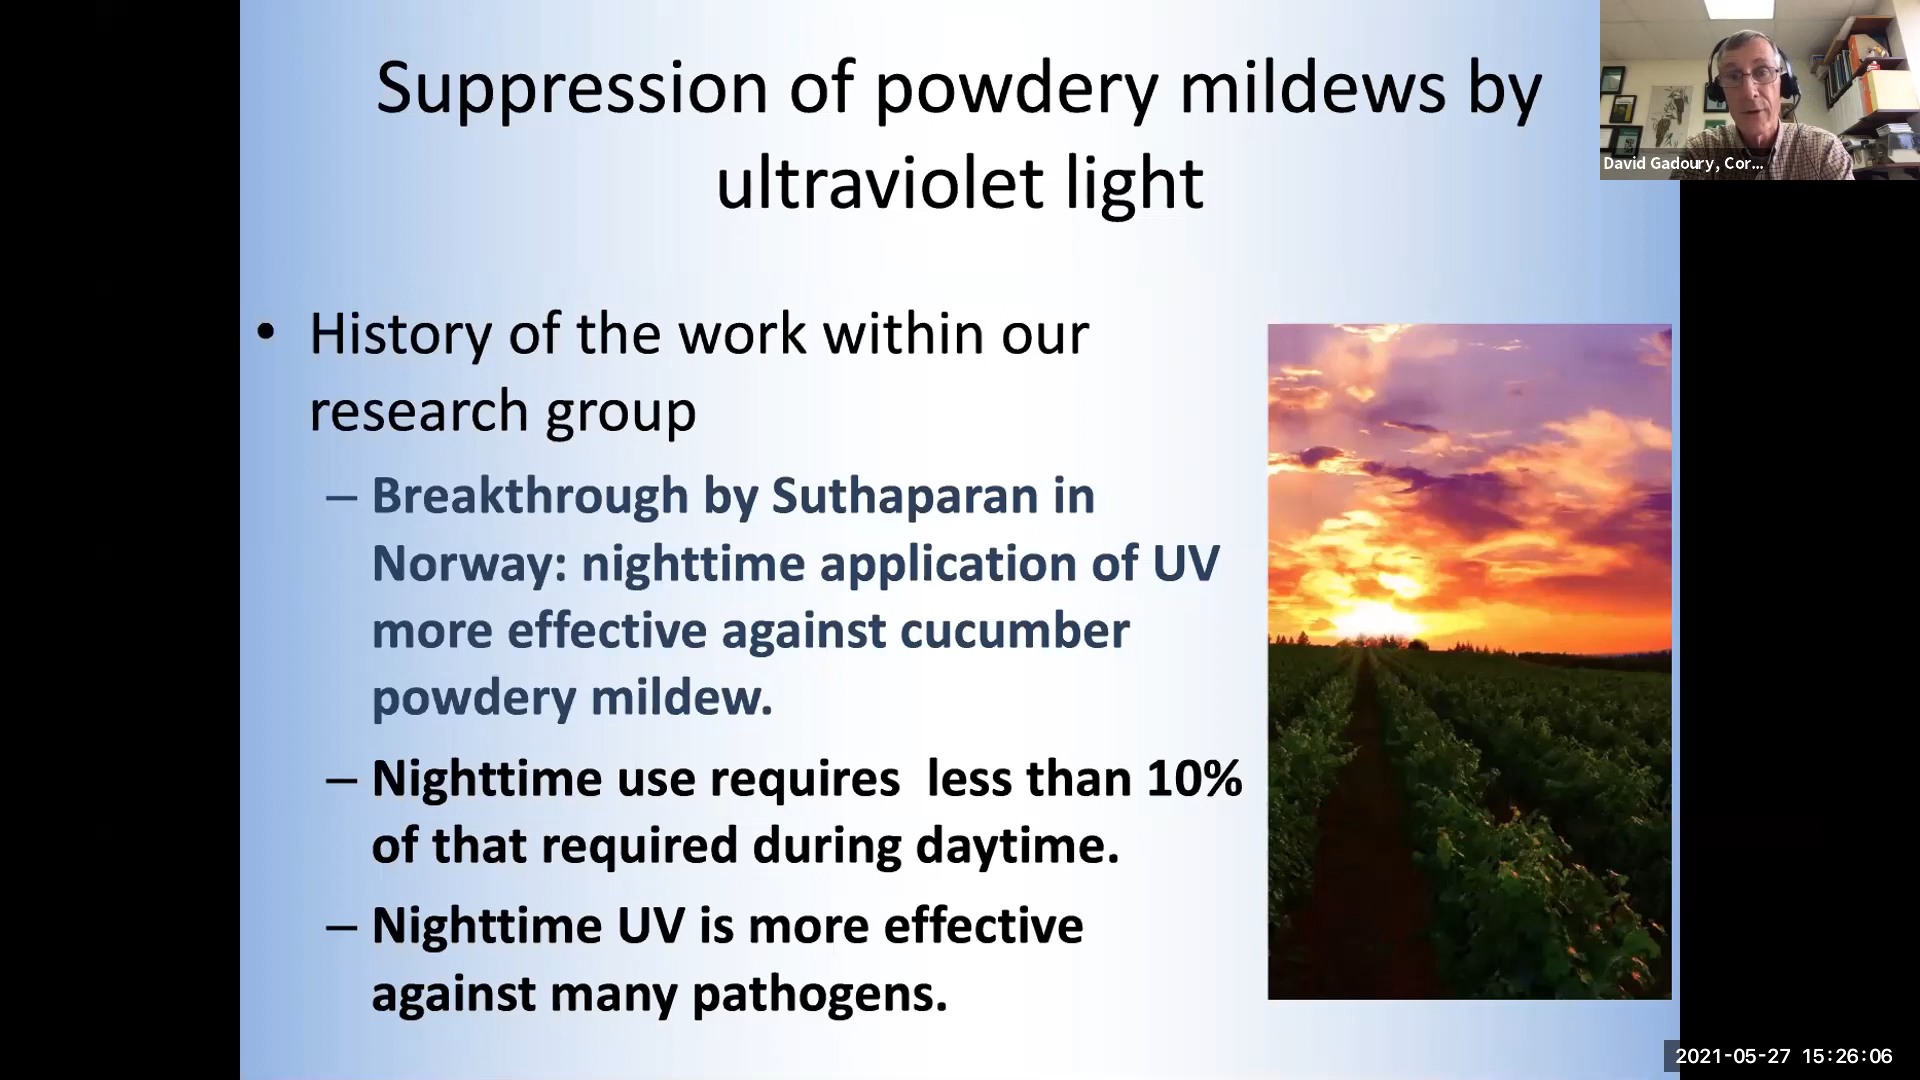 Suppression of powdery mildews by
ultraviolet light
• History of the work within our
research group
– Breakthrough by Suthaparan in
Norway: nighttime application of UV
more effective against cucumber
powdery mildew.
– Nighttime use requires  less than 10%
of that required during daytime.
– Nighttime UV is more effective
against many pathogens.
David Gadoury, Cor...
2021-05-27 15:26:06